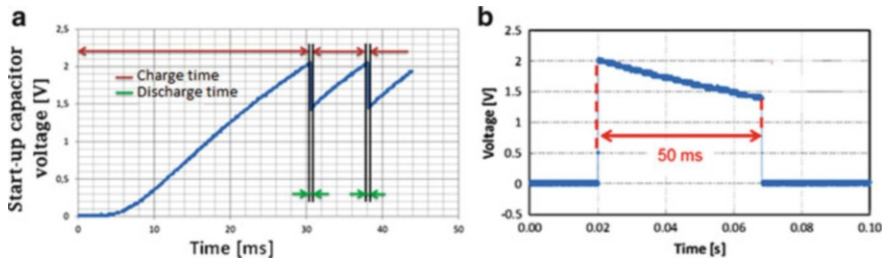 a
Start-up capacitor
voltage [V]
2,5
2
1,5
1
0,5
0
Charge time
Discharge time
0
10
20
30
40
50
Time [ms]
b
Voltage [V]
2.5
2
1.5
1
0.5
0
-0.5
50 ms
0.00
0.02
0.04
0.06
0.08
0.10
Time [s]